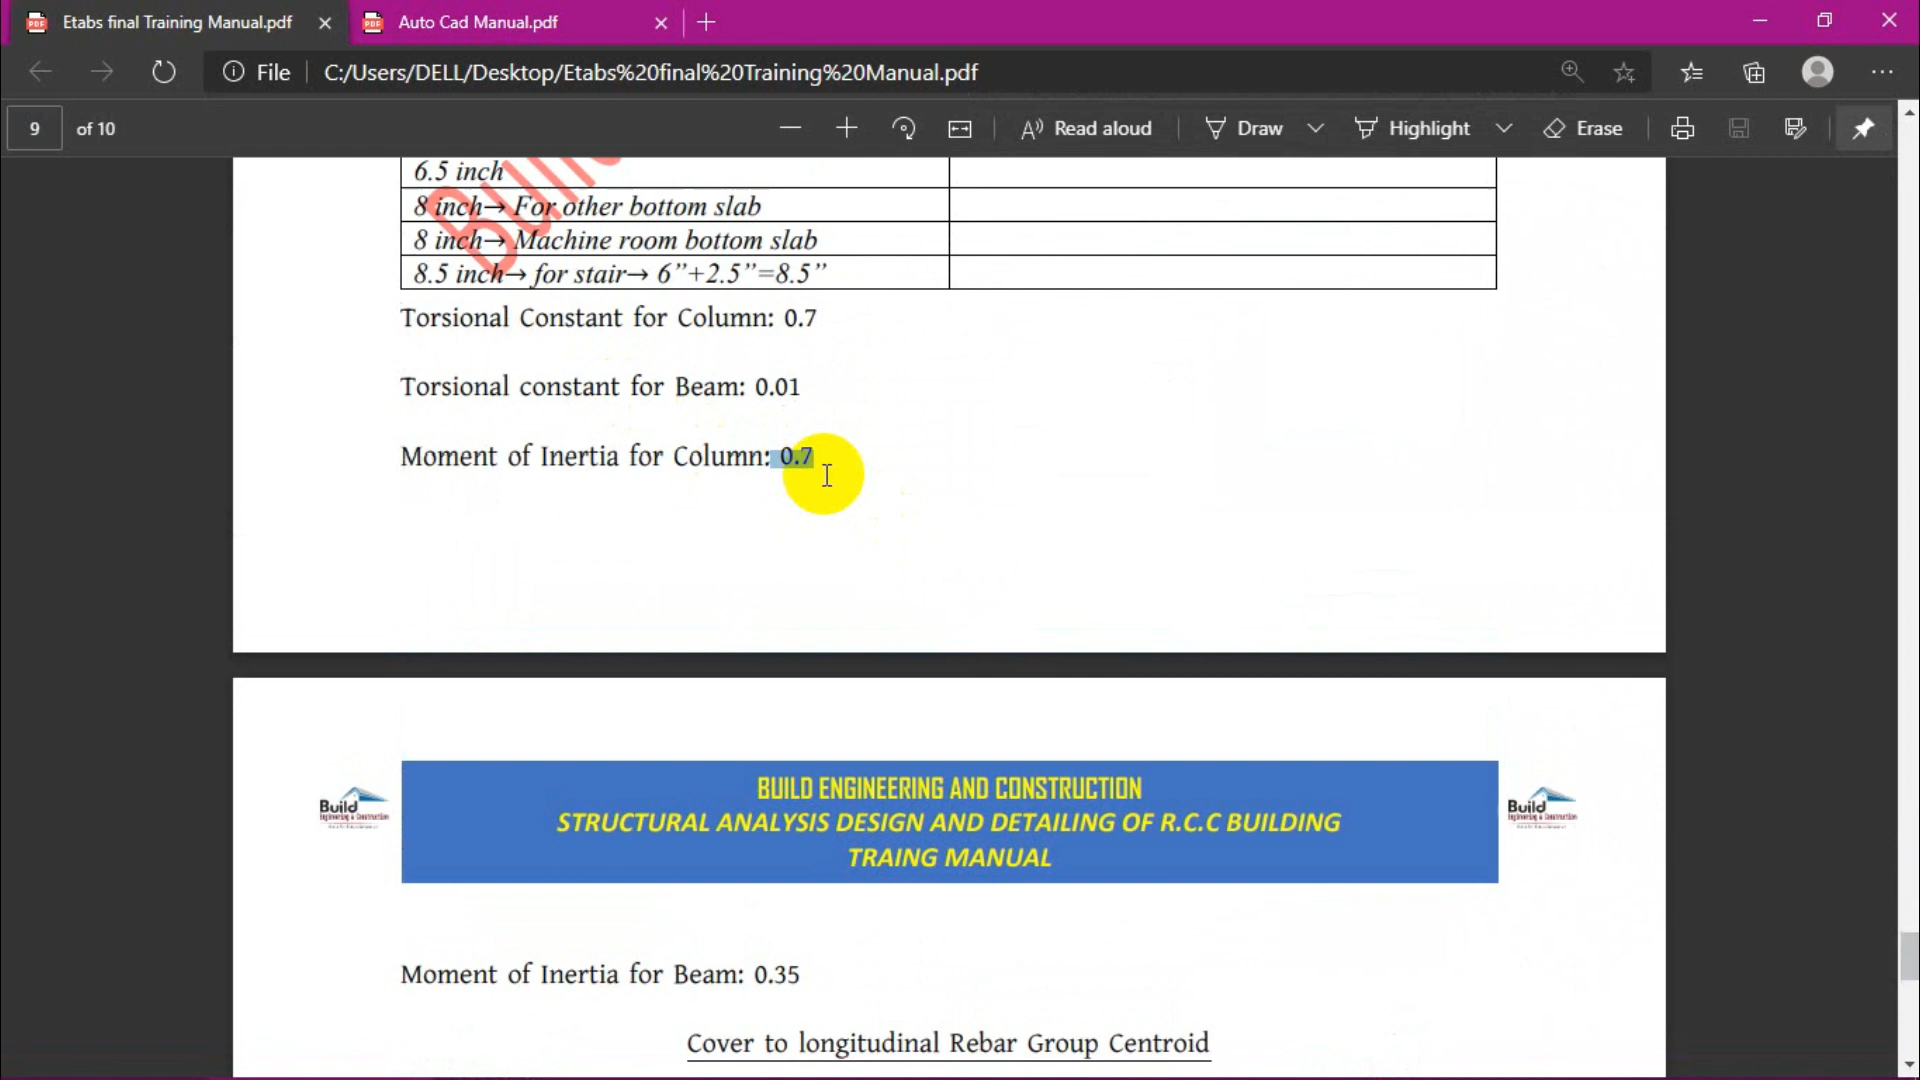 Etabs final Training Manual.pdf
Auto Cad Manual.pdf
File
C:/Users/DELL/Desktop/Etabs%20final%20Training%20Manual.pdf
9 of 10
Read aloud
Draw
Highlight
Erase
6.5 inch
8 inch→ For other bottom slab
8 inch→ Machine room bottom slab
8.5 inch→ for stair→ 6”+2.5”=8.5”
Torsional Constant for Column: 0.7
Torsional constant for Beam: 0.01
Moment of Inertia for Column: 0.7
Build
Engineering & Construction
BUILD ENGINEERING AND CONSTRUCTION
STRUCTURAL ANALYSIS DESIGN AND DETAILING OF R.C.C BUILDING
TRAING MANUAL
Build
Engineering & Construction
Moment of Inertia for Beam: 0.35
Cover to longitudinal Rebar Group Centroid